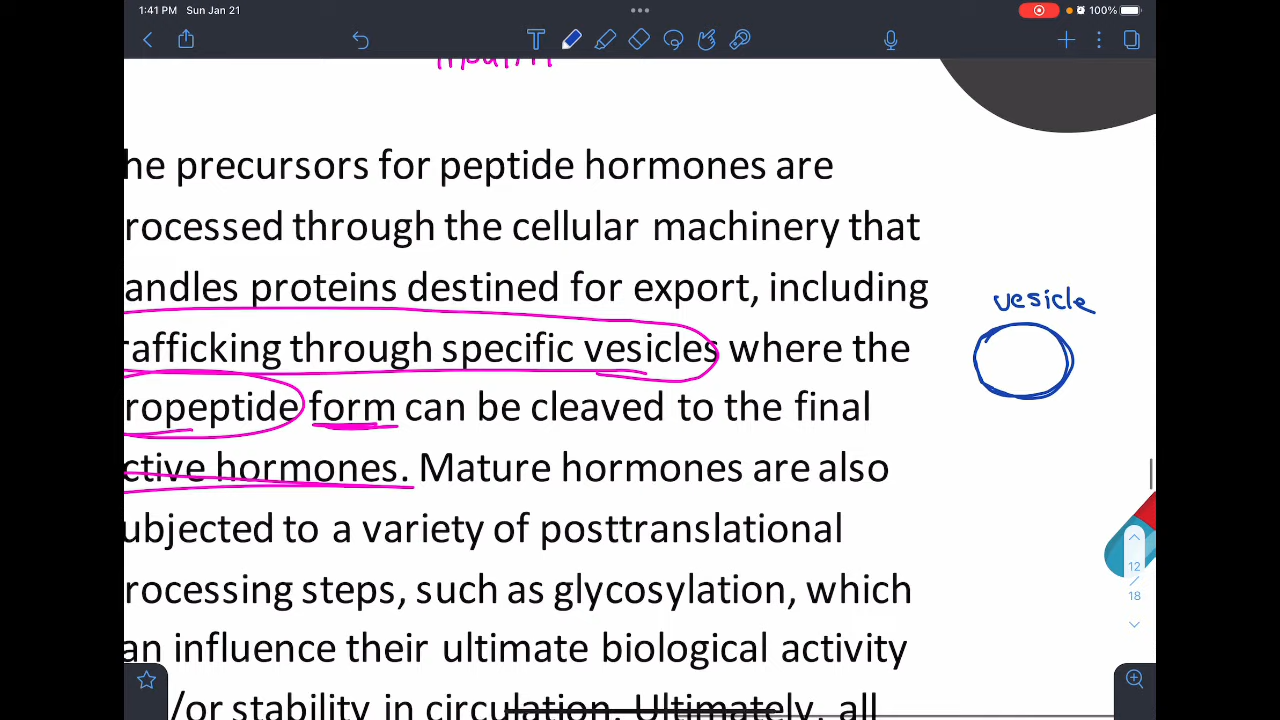 1:41 PM Sun Jan 21
100%
he precursors for peptide hormones are
rocessed through the cellular machinery that
andles proteins destined for export, including
vesicle
rafficking through specific vesicles where the
ropeptide form can be cleaved to the final
ctive hormones. Mature hormones are also
ubjected to a variety of posttranslational
12
/
18
rocessing steps, such as glycosylation, which
an influence their ultimate biological activity
/or stability in circulation. Ultimately, all